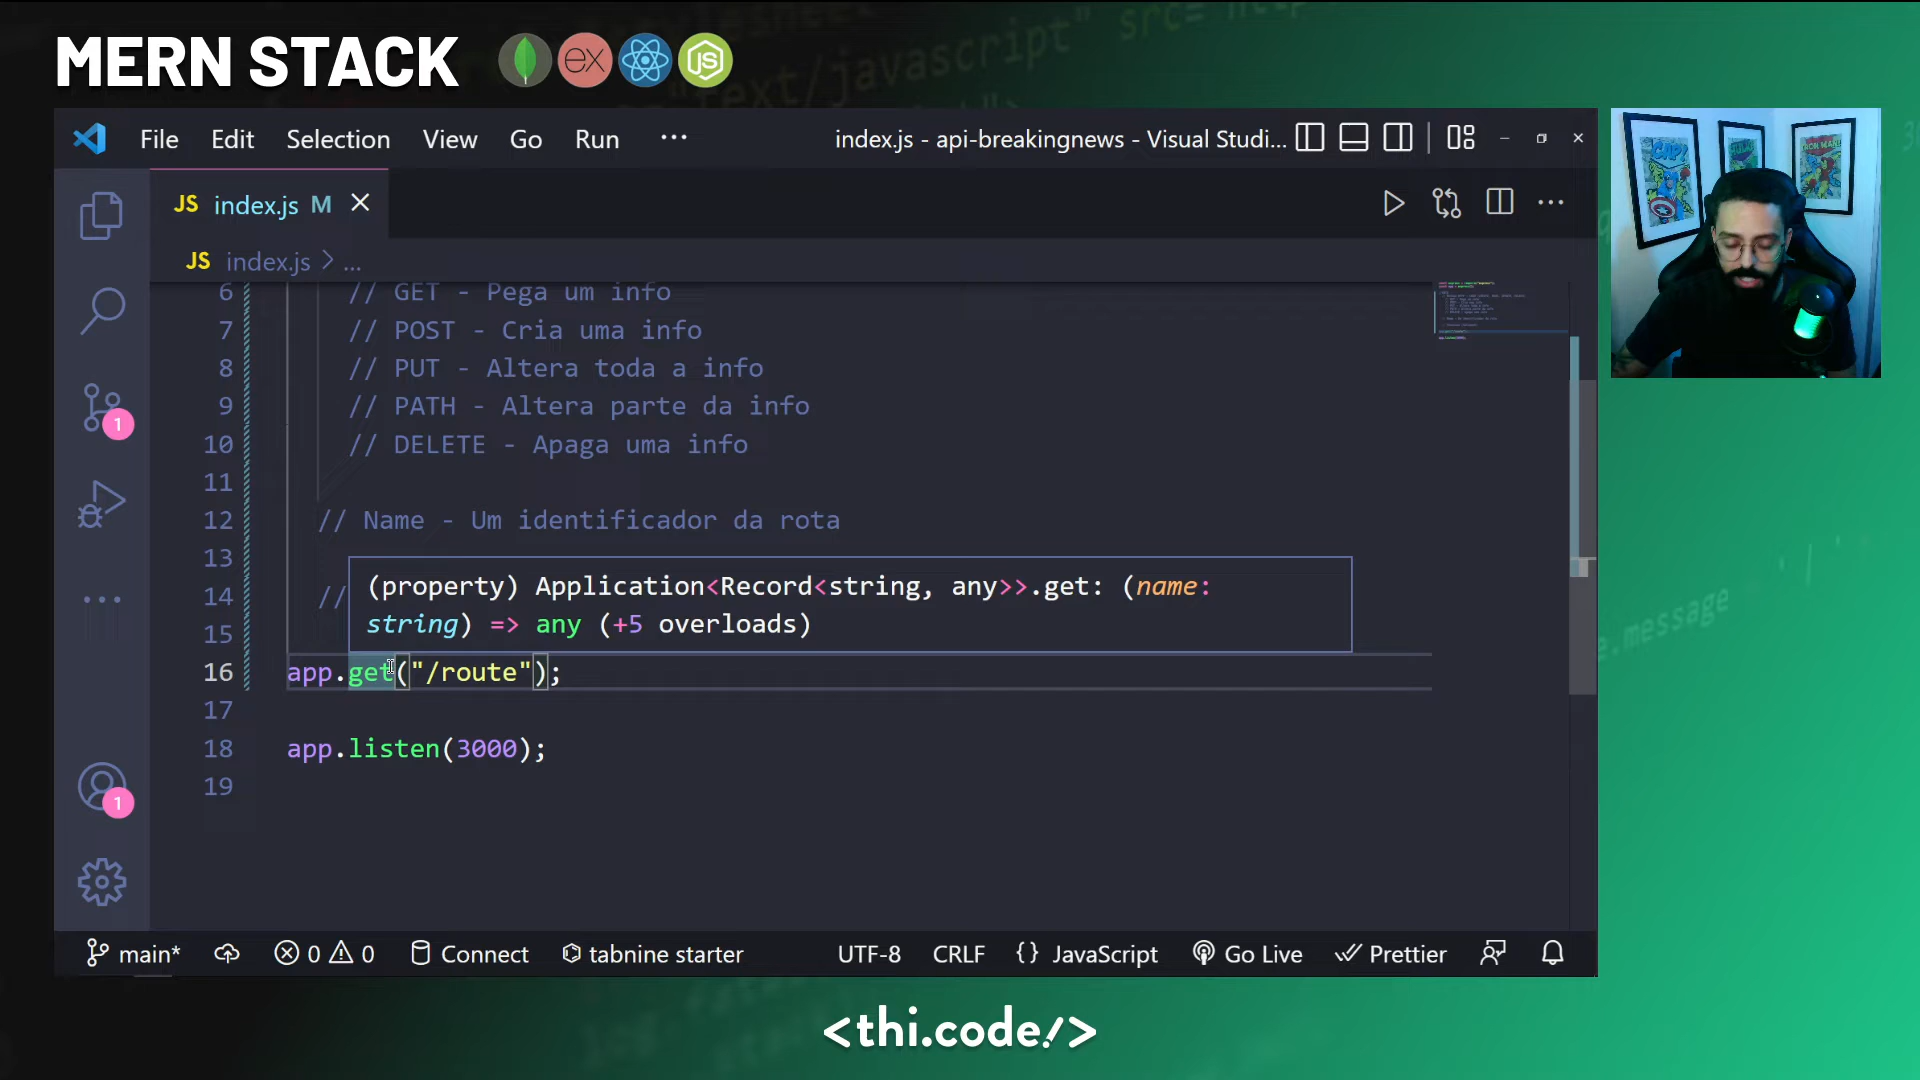 MERN STACK
ex
JS
File Edit Selection View Go Run ··· index.js - api-breakingnews - Visual Studi...
JS index.js M
JS index.js > ...
6 // GET - Pega um info
7 // POST - Cria uma info
8 // PUT - Altera toda a info
9 // PATH - Altera parte da info
10 // DELETE - Apaga uma info
11
12 // Name - Um identificador da rota
13
14 //
15
(property) Application<Record<string, any>>.get: (name:
string) => any (+5 overloads)
16 app.get("/route");
17
18 app.listen(3000);
19
1
1
main* 0 0 Connect tabnine starter UTF-8 CRLF {} JavaScript Go Live Prettier
<thi.code/>